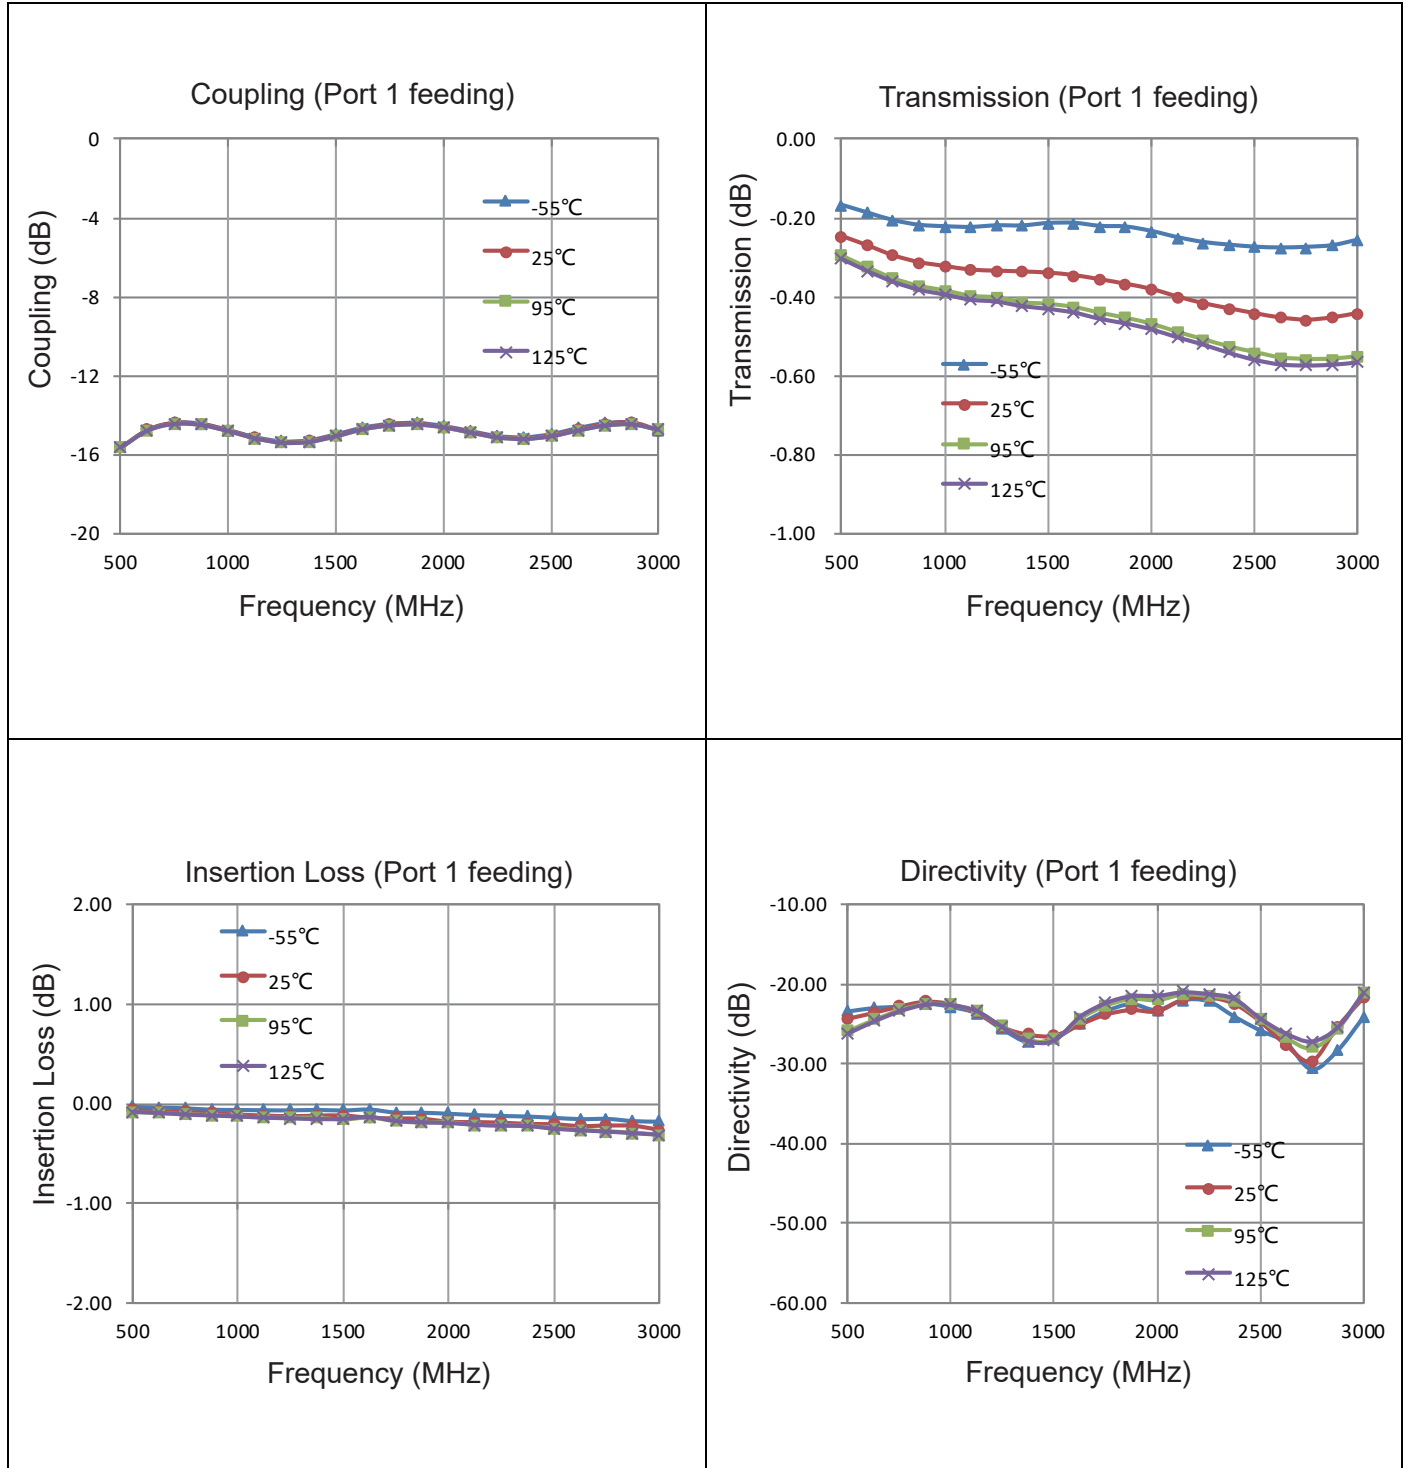 Coupling (Port 1 feeding)
0
-4
-8
-12
-16
-20
Coupling (dB)
-55℃
25℃
95℃
125℃
500 1000 1500 2000 2500 3000
Frequency (MHz)
Transmission (Port 1 feeding)
0.00
-0.20
-0.40
-0.60
-0.80
-1.00
Transmission (dB)
-55℃
25℃
95℃
125℃
500 1000 1500 2000 2500 3000
Frequency (MHz)
Insertion Loss (Port 1 feeding)
2.00
1.00
0.00
-1.00
-2.00
Insertion Loss (dB)
-55℃
25℃
95℃
125℃
500 1000 1500 2000 2500 3000
Frequency (MHz)
Directivity (Port 1 feeding)
-10.00
-20.00
-30.00
-40.00
-50.00
-60.00
Directivity (dB)
-55℃
25℃
95℃
125℃
500 1000 1500 2000 2500 3000
Frequency (MHz)